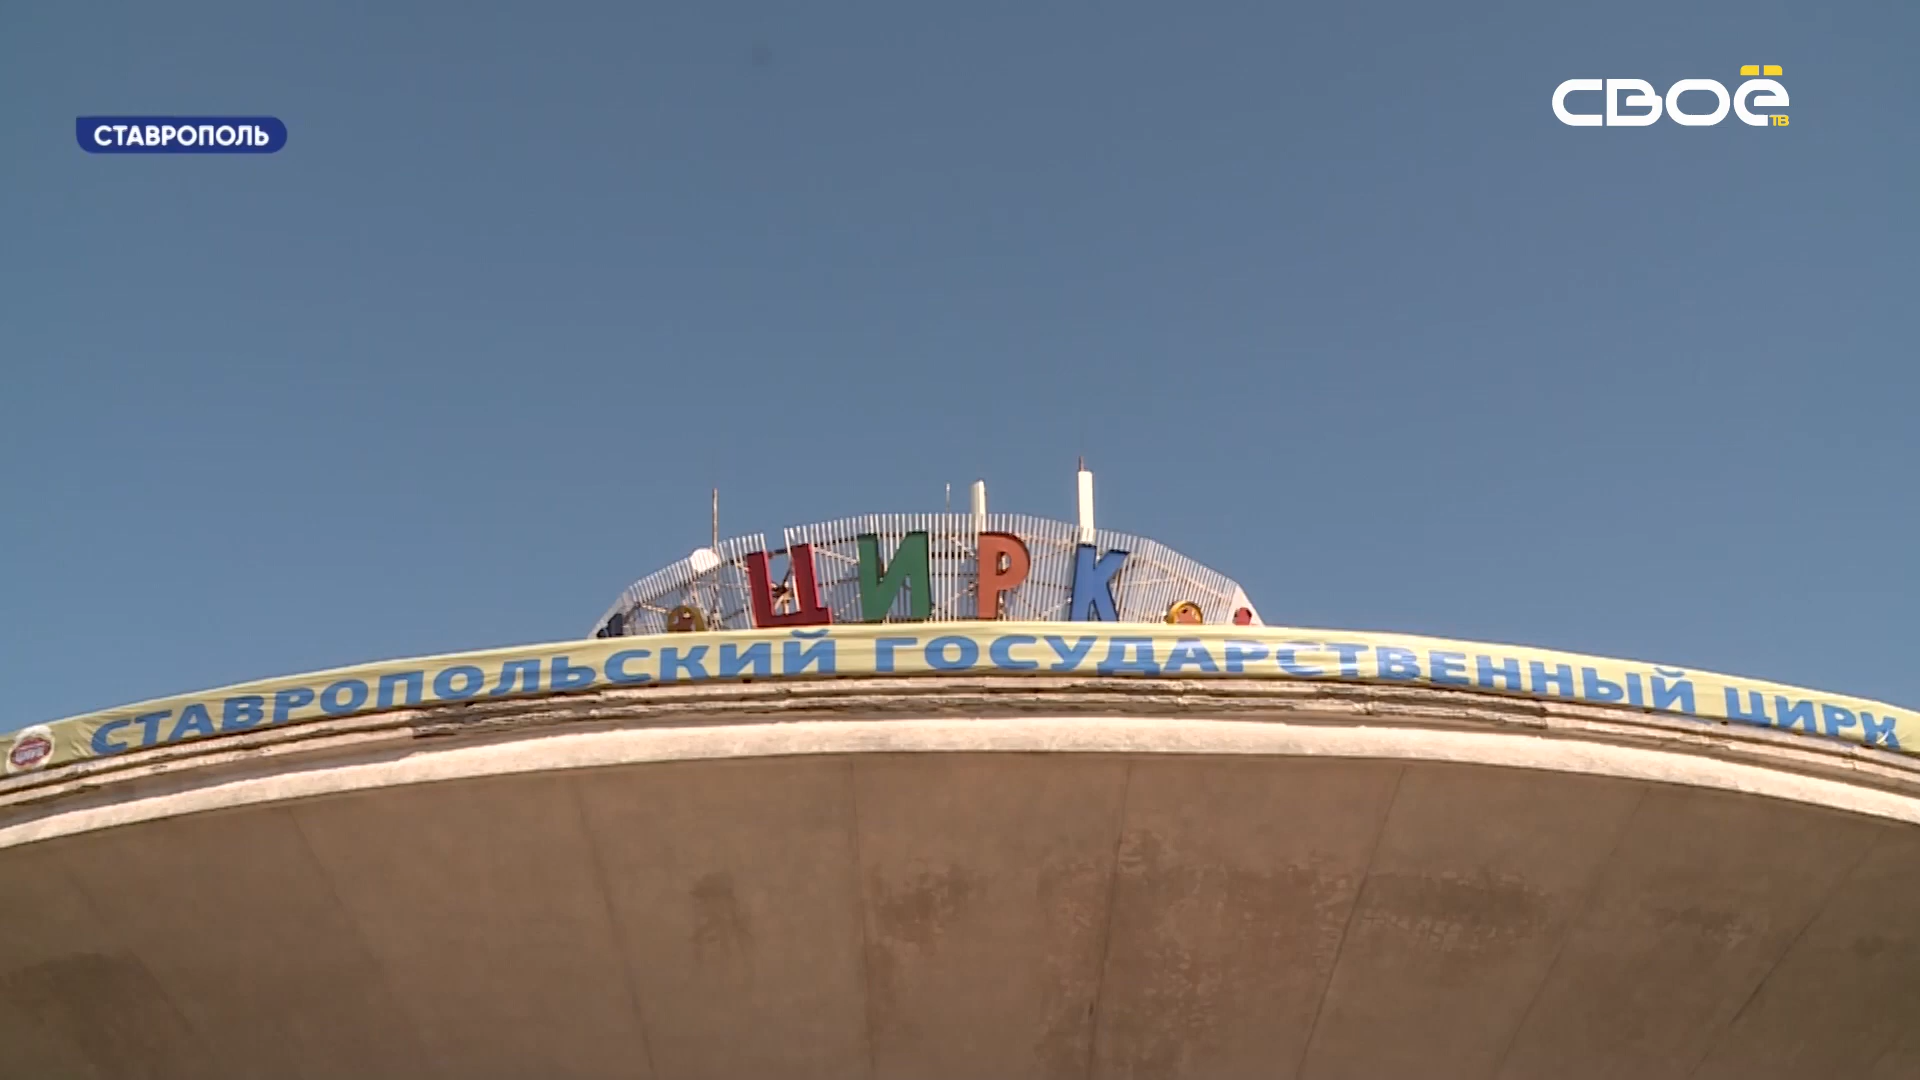 СВОЁ
ТВ
СТАВРОПОЛЬ
ЦИРК
СТАВРОПОЛЬСКИЙ ГОСУДАРСТВЕННЫЙ ЦИРК